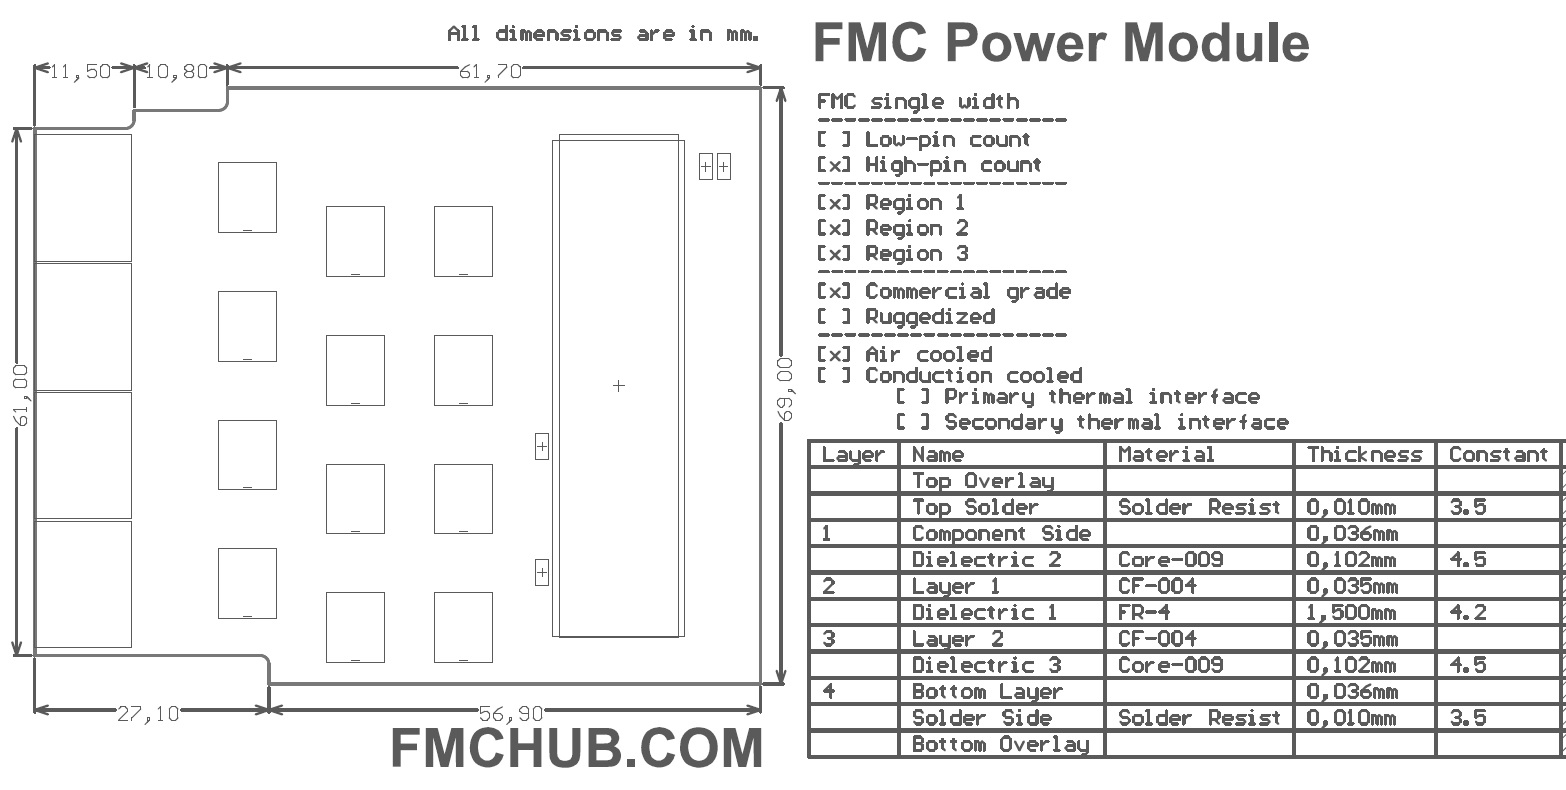 All dimensions are in mm.
11,50 10,80 61,70
61,00
69,00
27,10 56,90
FMCHUB.COM
FMC Power Module
FMC single width
-------------------
[ ] Low-pin count
[x] High-pin count
-------------------
[x] Region 1
[x] Region 2
[x] Region 3
-------------------
[x] Commercial grade
[ ] Ruggedized
-------------------
[x] Air cooled
[ ] Conduction cooled
[ ] Primary thermal interface
[ ] Secondary thermal interface
Layer Name Material Thickness Constant
Top Overlay
Top Solder Solder Resist 0,010mm 3.5
1 Component Side 0,036mm
Dielectric 2 Core-009 0,102mm 4.5
2 Layer 1 CF-004 0,035mm
Dielectric 1 FR-4 1,500mm 4.2
3 Layer 2 CF-004 0,035mm
Dielectric 3 Core-009 0,102mm 4.5
4 Bottom Layer 0,036mm
Solder Side Solder Resist 0,010mm 3.5
Bottom Overlay